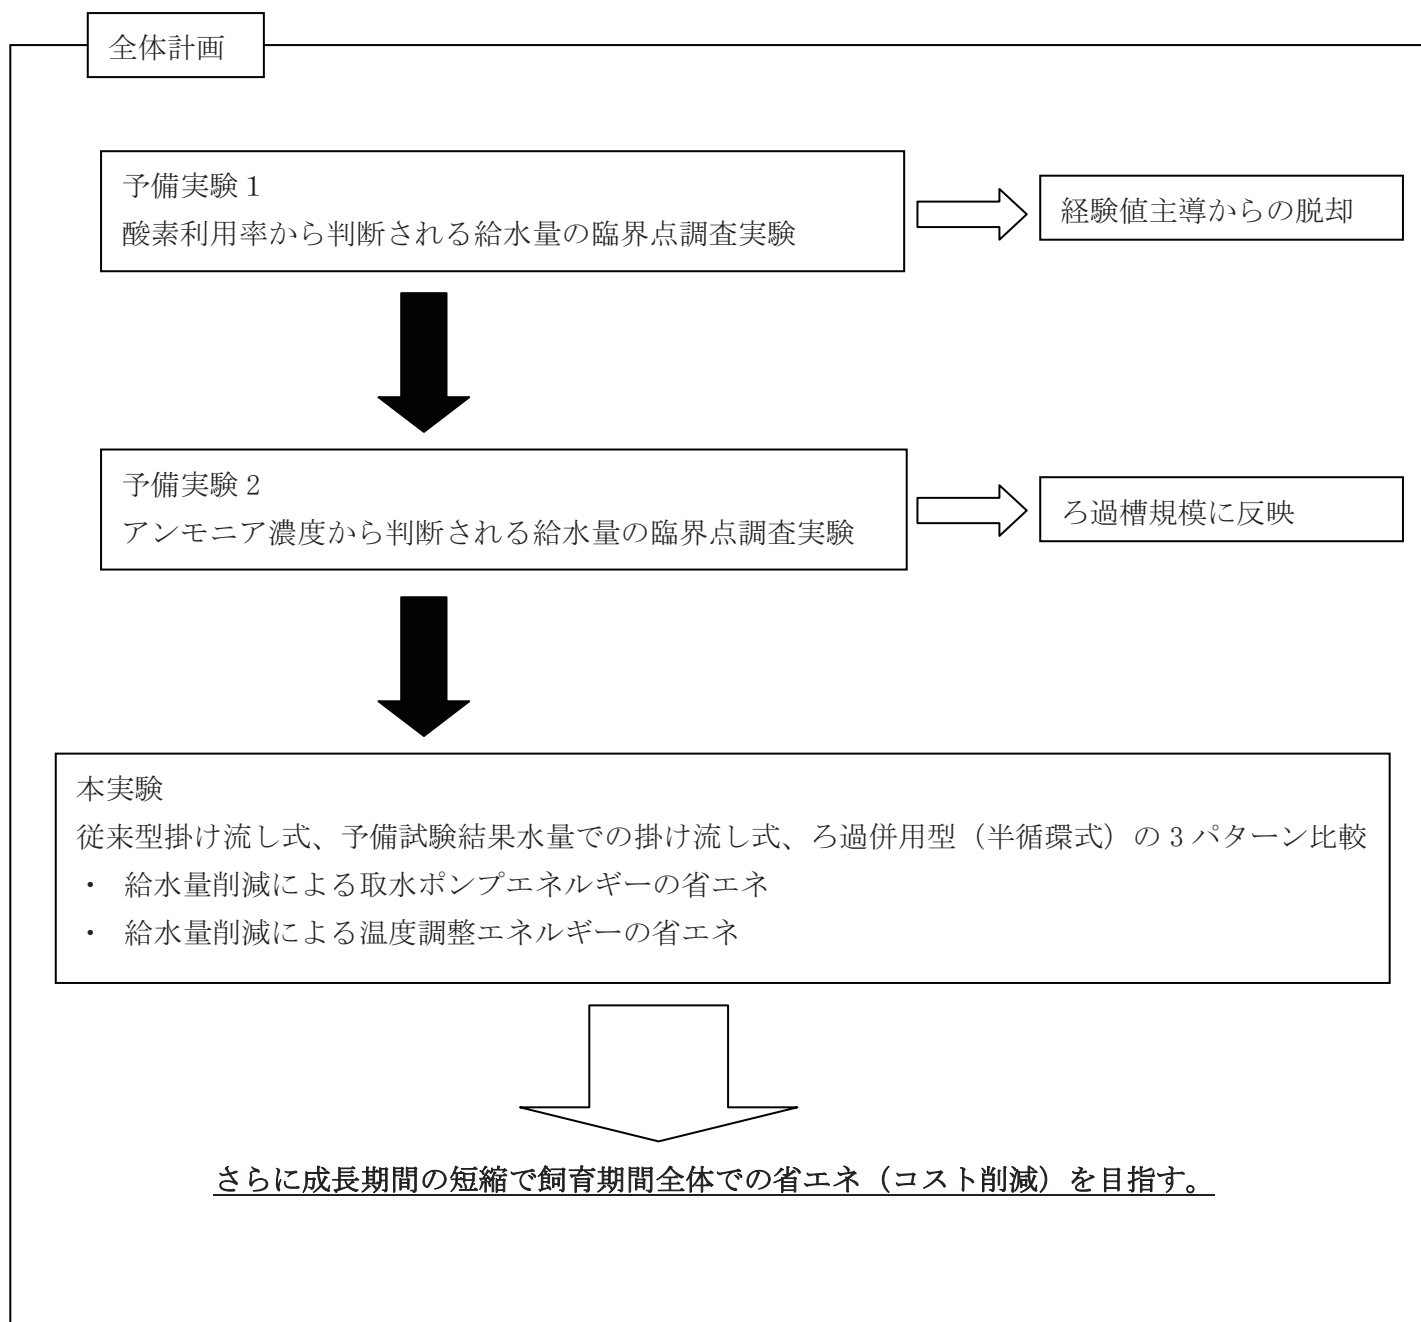 全体計画
予備実験 1
酸素利用率から判断される給水量の臨界点調査実験
経験値主導からの脱却
予備実験 2
アンモニア濃度から判断される給水量の臨界点調査実験
ろ過槽規模に反映
本実験
従来型掛け流し式、予備試験結果水量での掛け流し式、ろ過併用型（半循環式）の 3 パターン比較
・ 給水量削減による取水ポンプエネルギーの省エネ
・ 給水量削減による温度調整エネルギーの省エネ
さらに成長期間の短縮で飼育期間全体での省エネ（コスト削減）を目指す。